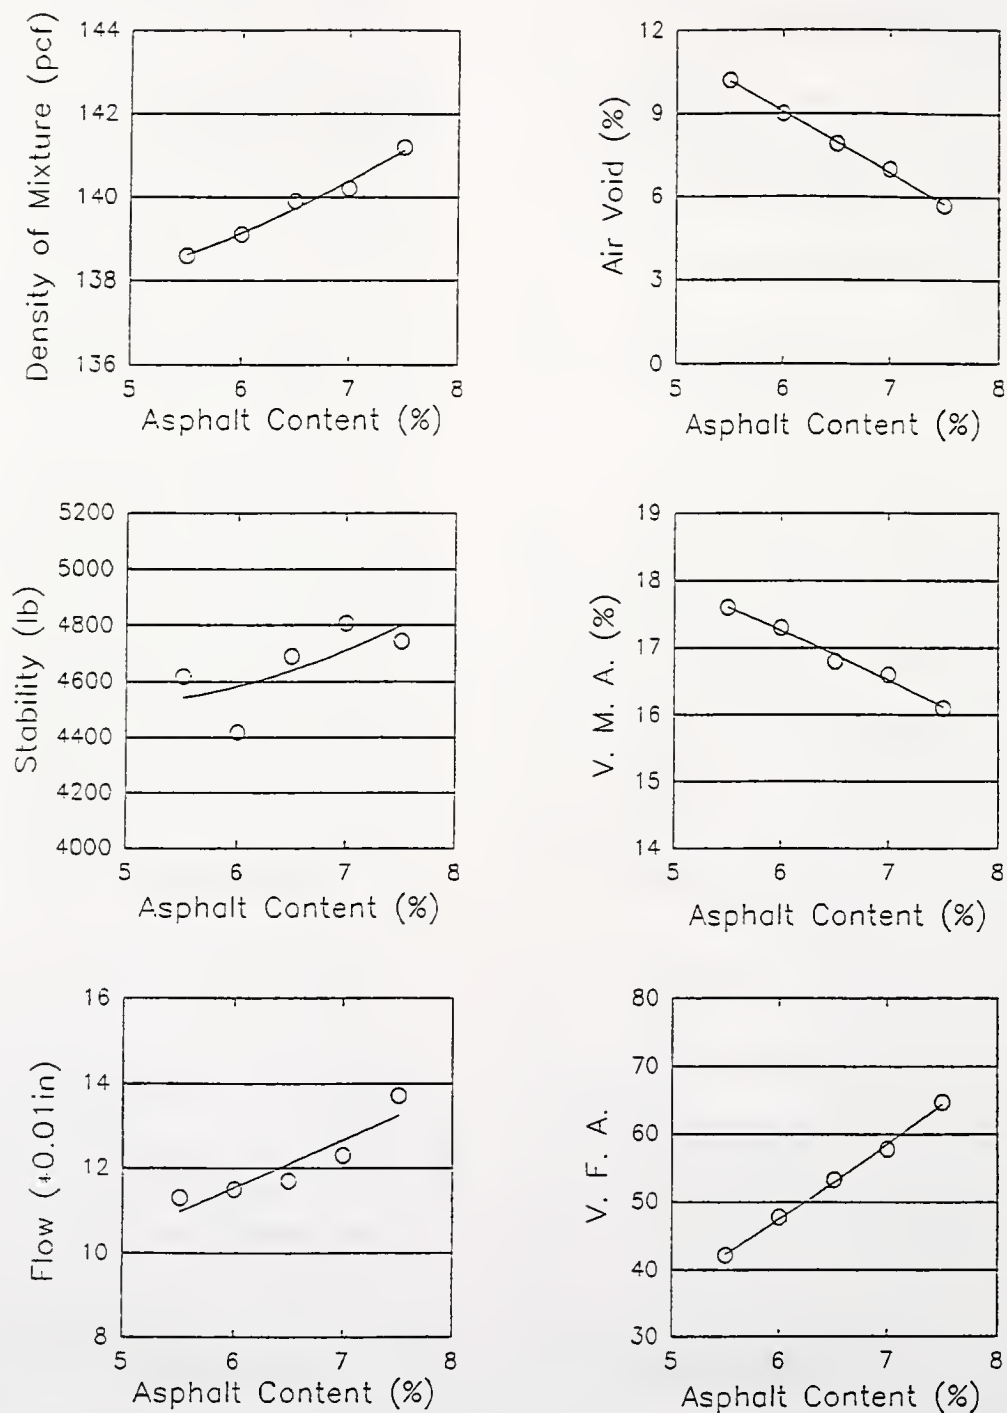 Density of Mixture (pcf)
144
142
140
138
136
5 6 7 8
Asphalt Content (%)
Air Void (%)
12
9
6
3
0
5 6 7 8
Asphalt Content (%)
Stability (lb)
5200
5000
4800
4600
4400
4200
4000
5 6 7 8
Asphalt Content (%)
V. M. A. (%)
19
18
17
16
15
14
5 6 7 8
Asphalt Content (%)
Flow (*0.01in)
16
14
12
10
8
5 6 7 8
Asphalt Content (%)
V. F. A.
80
70
60
50
40
30
5 6 7 8
Asphalt Content (%)